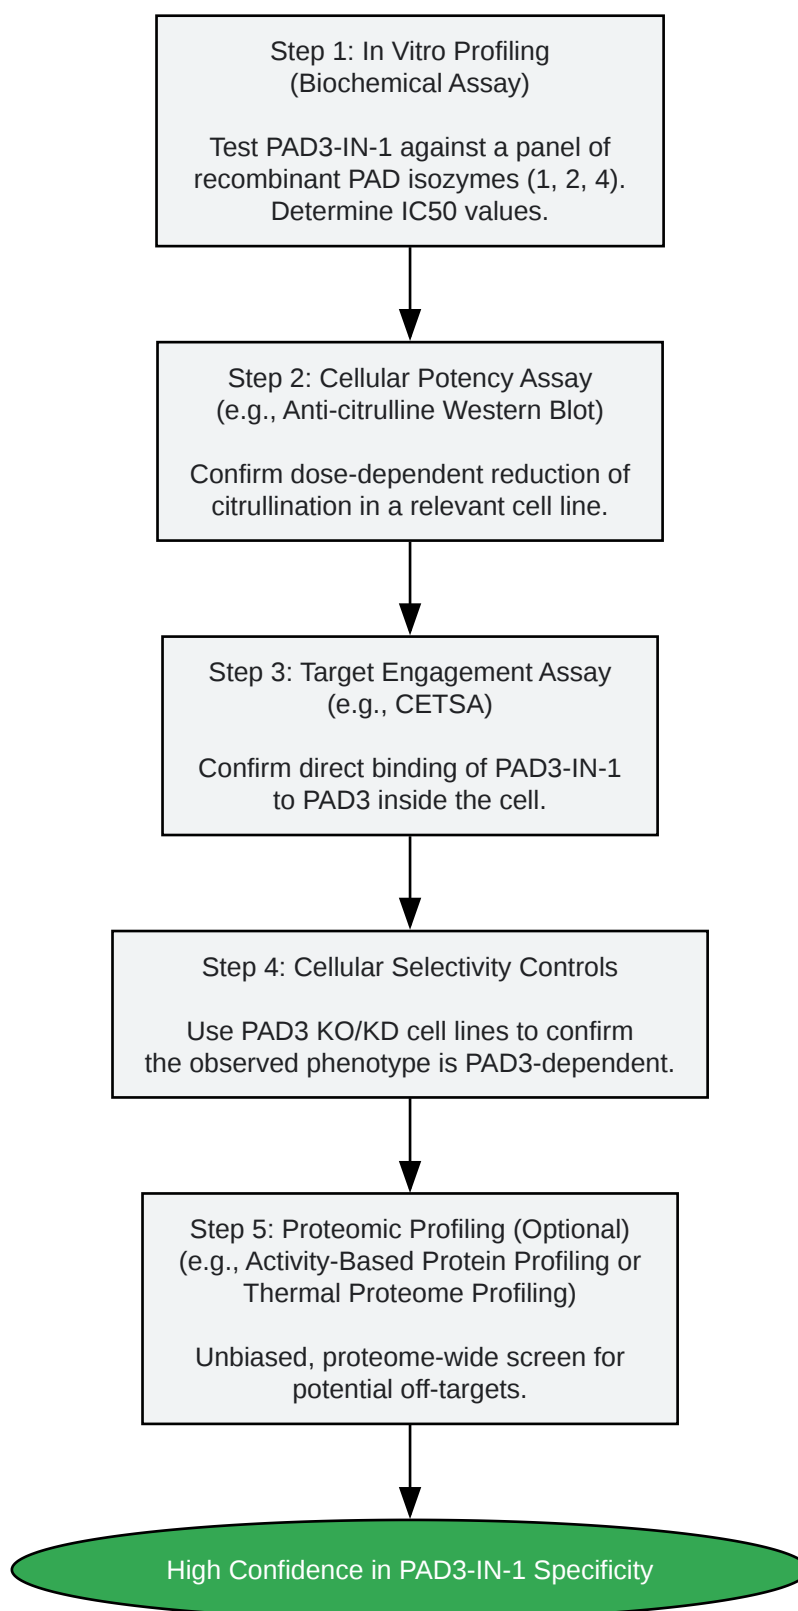 Step 1: In Vitro Profiling
(Biochemical Assay)
Test PAD3-IN-1 against a panel of
recombinant PAD isozymes (1, 2, 4).
Determine IC50 values.
Step 2: Cellular Potency Assay
(e.g., Anti-citrulline Western Blot)
Confirm dose-dependent reduction of
citrullination in a relevant cell line.
Step 3: Target Engagement Assay
(e.g., CETSA)
Confirm direct binding of PAD3-IN-1
to PAD3 inside the cell.
Step 4: Cellular Selectivity Controls
Use PAD3 KO/KD cell lines to confirm
the observed phenotype is PAD3-dependent.
Step 5: Proteomic Profiling (Optional)
(e.g., Activity-Based Protein Profiling or
Thermal Proteome Profiling)
Unbiased, proteome-wide screen for
potential off-targets.
High Confidence in PAD3-IN-1 Specificity